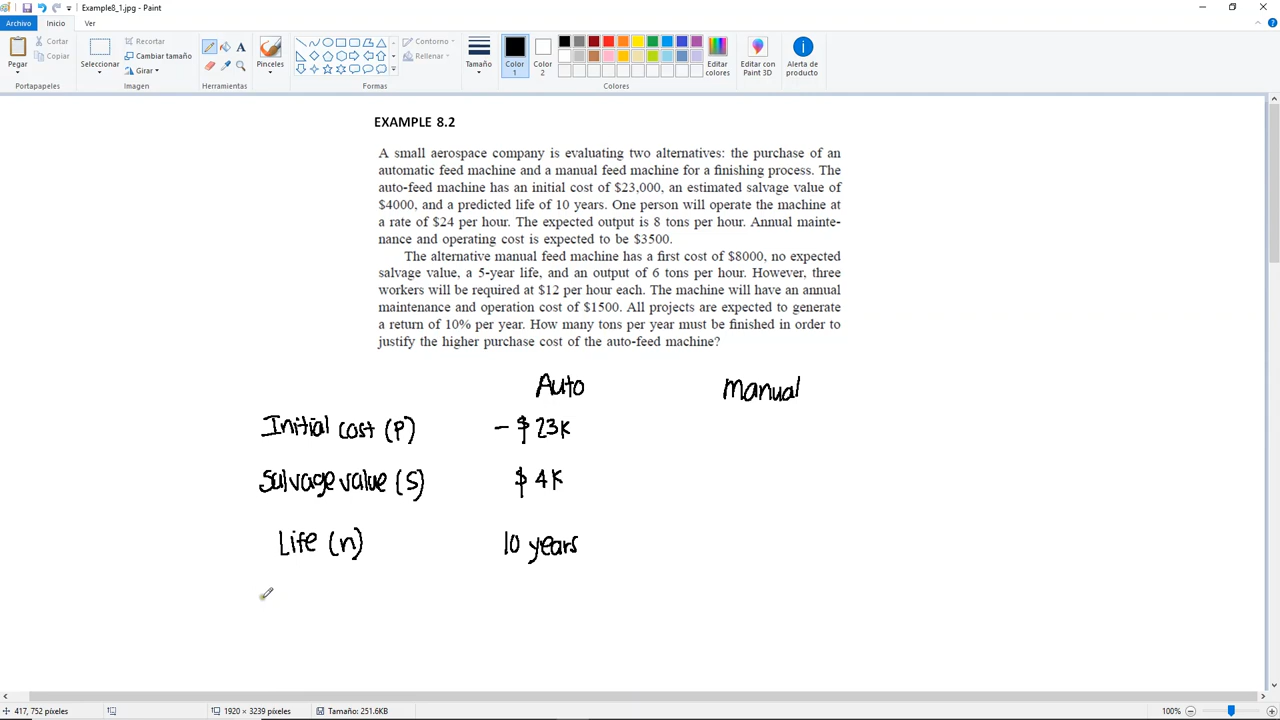 Example8_1.jpg - Paint
Archivo Inicio Ver
Pegar
Cortar
Copiar
Portapapeles
Seleccionar
Recortar
Cambiar tamaño
Girar
Imagen
A
Herramientas
Pinceles
Contorno
Rellenar
Formas
Tamaño
Color 1
Color 2
Editar colores
Colores
Editar con Paint 3D
Alerta de producto
EXAMPLE 8.2
A small aerospace company is evaluating two alternatives: the purchase of an
automatic feed machine and a manual feed machine for a finishing process. The
auto-feed machine has an initial cost of $23,000, an estimated salvage value of
$4000, and a predicted life of 10 years. One person will operate the machine at
a rate of $24 per hour. The expected output is 8 tons per hour. Annual mainte-
nance and operating cost is expected to be $3500.
The alternative manual feed machine has a first cost of $8000, no expected
salvage value, a 5-year life, and an output of 6 tons per hour. However, three
workers will be required at $12 per hour each. The machine will have an annual
maintenance and operation cost of $1500. All projects are expected to generate
a return of 10% per year. How many tons per year must be finished in order to
justify the higher purchase cost of the auto-feed machine?
Auto Manual
Initial cost (P) - $ 23K
Salvage value (S) $ 4K
Life (n) 10 years
417, 752 píxeles 1920 × 3239 píxeles Tamaño: 251.6KB 100%